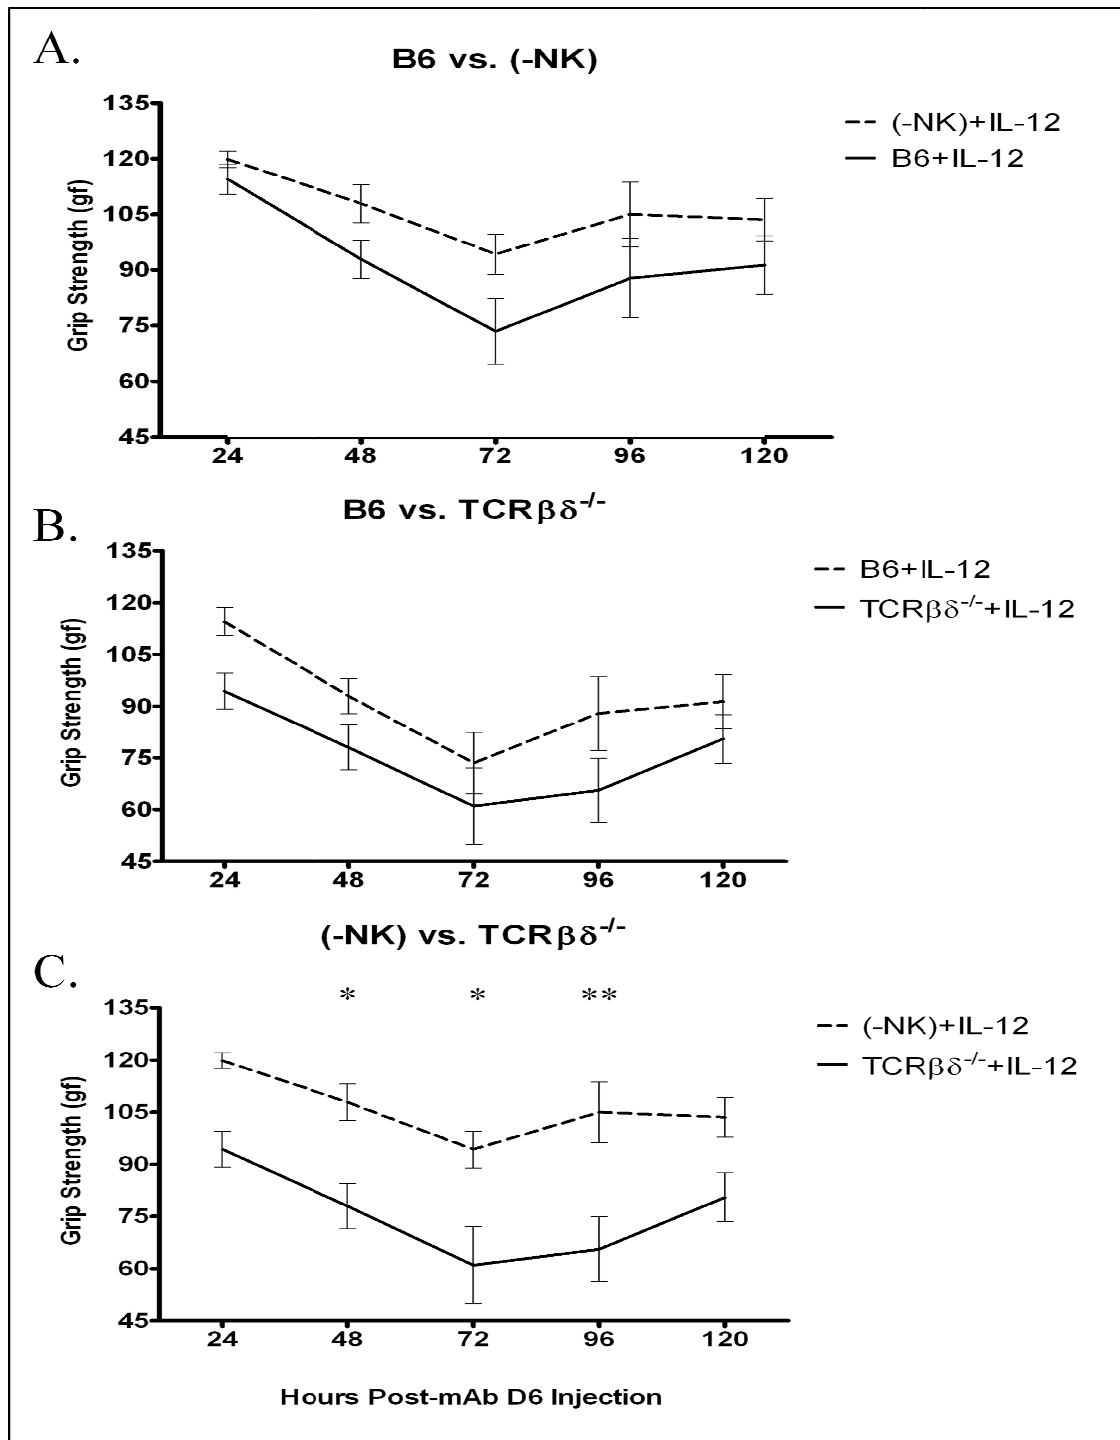 A.
B6 vs. (-NK)
135
120
105
90
75
60
45
Grip Strength (gf)
24 48 72 96 120
(-NK)+IL-12
B6+IL-12
B.
B6 vs. TCRβδ-/-
135
120
105
90
75
60
45
Grip Strength (gf)
24 48 72 96 120
B6+IL-12
TCRβδ-/-+IL-12
C.
(-NK) vs. TCRβδ-/-
* * **
135
120
105
90
75
60
45
Grip Strength (gf)
24 48 72 96 120
(-NK)+IL-12
TCRβδ-/-+IL-12
Hours Post-mAb D6 Injection